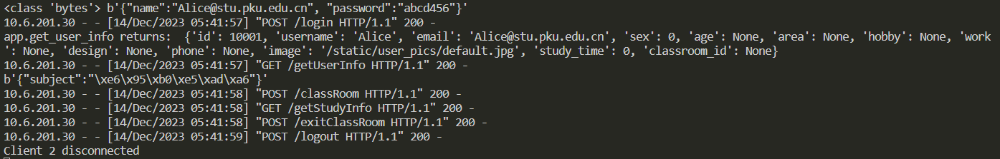 <class 'bytes'> b'{"name":"Alice@stu.pku.edu.cn", "password":"abcd456"}'
10.6.201.30 - - [14/Dec/2023 05:41:57] "POST /login HTTP/1.1" 200 -
app.get_user_info returns:  {'id': 10001, 'username': 'Alice', 'email': 'Alice@stu.pku.edu.cn', 'sex': 0, 'age': None, 'area': None, 'hobby': None, 'work
': None, 'design': None, 'phone': None, 'image': '/static/user_pics/default.jpg', 'study_time': 0, 'classroom_id': None}
10.6.201.30 - - [14/Dec/2023 05:41:57] "GET /getUserInfo HTTP/1.1" 200 -
b'{"subject":"\xe6\x95\xb0\xe5\xad\xa6"}'
10.6.201.30 - - [14/Dec/2023 05:41:58] "POST /classRoom HTTP/1.1" 200 -
10.6.201.30 - - [14/Dec/2023 05:41:58] "GET /getStudyInfo HTTP/1.1" 200 -
10.6.201.30 - - [14/Dec/2023 05:41:58] "POST /exitClassRoom HTTP/1.1" 200 -
10.6.201.30 - - [14/Dec/2023 05:41:59] "POST /logout HTTP/1.1" 200 -
Client 2 disconnected